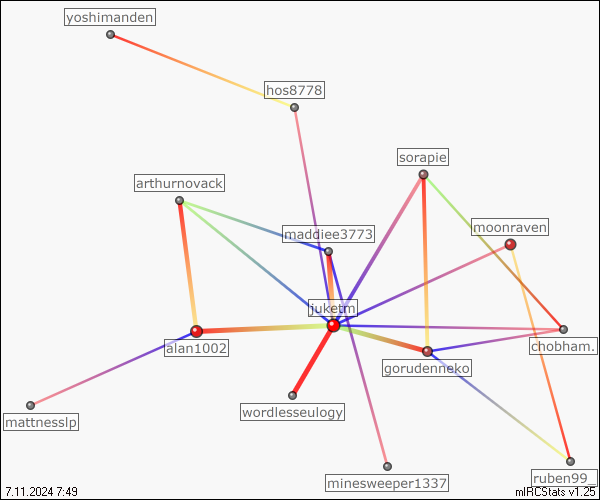 yoshimanden
hos8778
sorapie
arthurnovack
moonraven
maddiee3773
juketm
alan1002
chobham.
gorudenneko
wordlesseulogy
mattnesslp
minesweeper1337
ruben99_
7.11.2024 7:49
mIRCStats v1.25